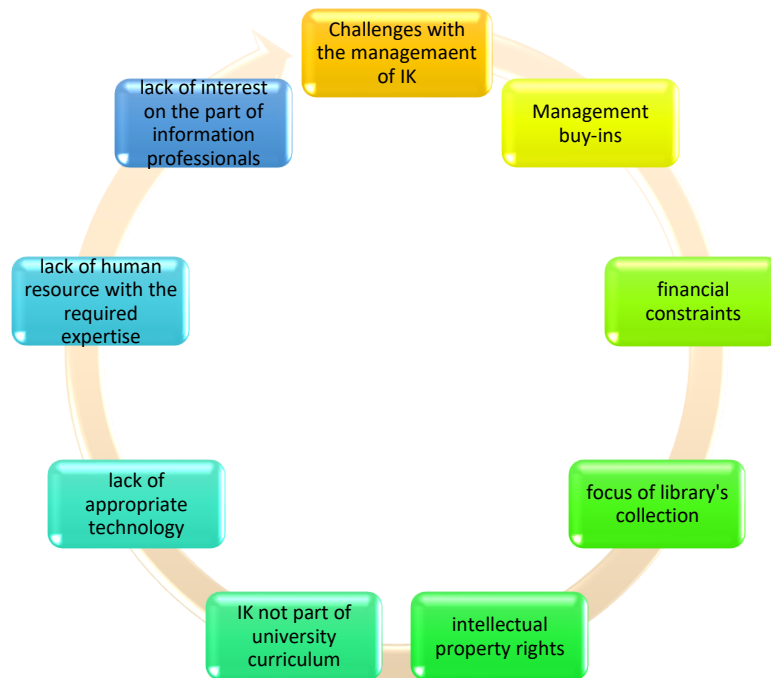 Challenges with
the managemaent
of IK
Management
buy-ins
financial
constraints
focus of library's
collection
intellectual
property rights
IK not part of
university
curriculum
lack of
appropriate
technology
lack of human
resource with the
required
expertise
lack of interest
on the part of
information
professionals